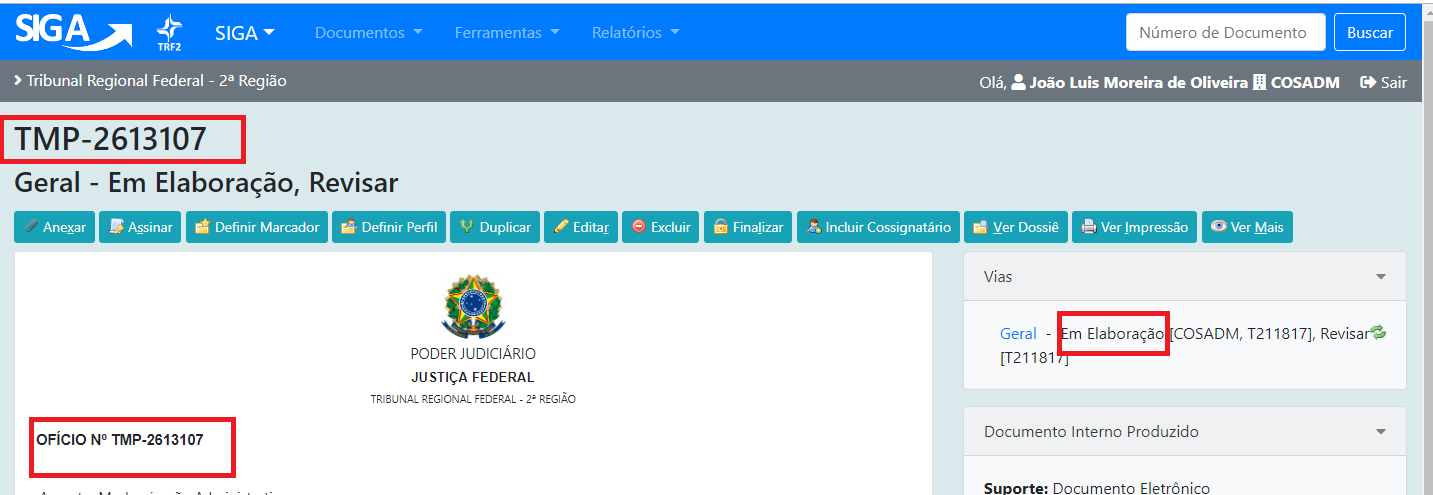 SIGA TRF2 SIGA Documentos Ferramentas Relatórios Número de Documento Buscar
Tribunal Regional Federal - 2ª Região Olá, João Luis Moreira de Oliveira COSADM Sair
TMP-2613107
Geral - Em Elaboração, Revisar
Anexar Assinar Definir Marcador Definir Perfil Duplicar Editar Excluir Finalizar Incluir Cossignatário Ver Dossiê Ver Impressão Ver Mais
PODER JUDICIÁRIO
JUSTIÇA FEDERAL
TRIBUNAL REGIONAL FEDERAL - 2ª REGIÃO
OFÍCIO Nº TMP-2613107
Vias
Geral - Em Elaboração [COSADM, T211817], Revisar
[T211817]
Documento Interno Produzido
Suporte: Documento Eletrônico